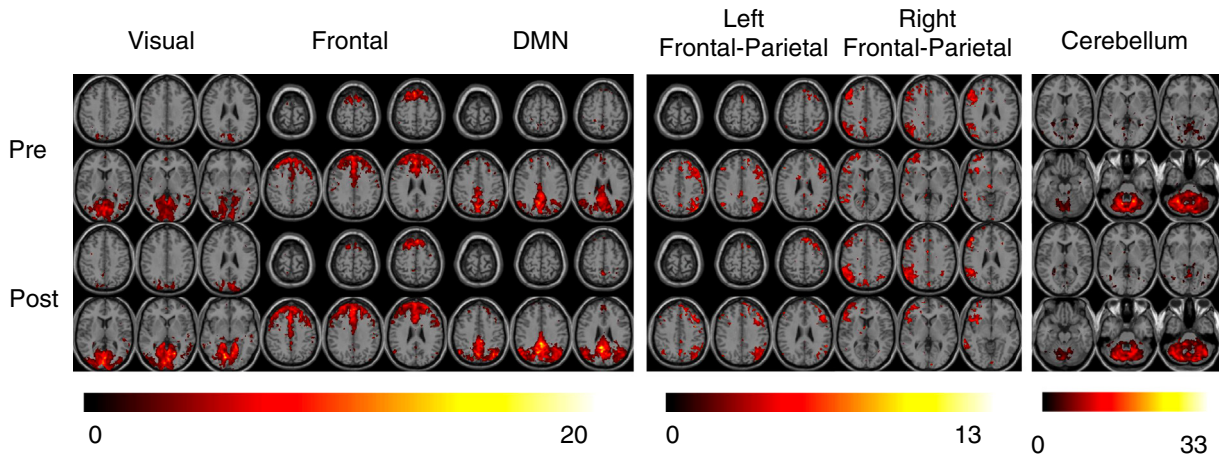 Visual
Frontal
DMN
Left
Frontal-Parietal
Right
Frontal-Parietal
Cerebellum
Pre
Post
0
20
0
13
0
33